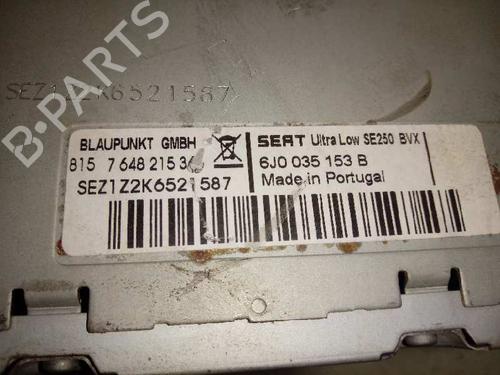 SEZ1Z2K6521587
BLAUPUNKT GMBH
815 7 648 215 36
SEZ1Z2K6521587
SEAT Ultra Low SE250 BVX
6J0 035 153 B
Made in Portugal